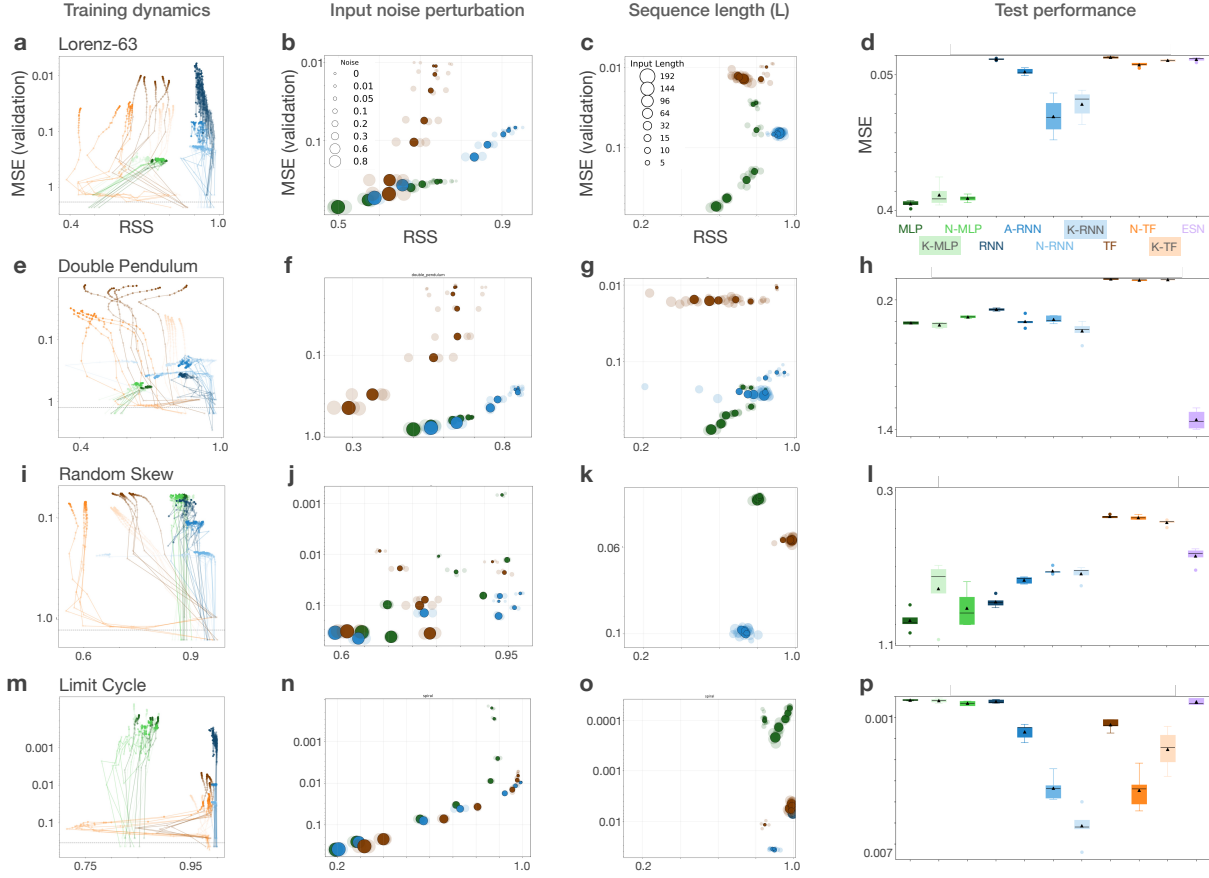 Training dynamics
Input noise perturbation
Sequence length (L)
Test performance
a Lorenz-63
MSE (validation)
0.01
0.1
1
0.4
1.0
RSS
b
MSE (validation)
Noise
0
0.01
0.05
0.1
0.2
0.3
0.6
0.8
0.1
0.5
0.9
RSS
c
MSE (validation)
0.1
Input Length
192
144
96
64
32
15
10
5
0.2
1.0
RSS
d
MSE
0.05
0.4
MLP
N-MLP
A-RNN
K-RNN
N-TF
ESN
K-MLP
RNN
N-RNN
TF
K-TF
e Double Pendulum
0.1
1
0.4
1.0
f
double_pendulum
0.1
1.0
0.3
0.8
g
0.01
0.1
0.2
1.0
h
0.2
1.4
i Random Skew
0.1
1.0
0.6
0.9
j
0.001
0.01
0.1
0.6
0.95
k
0.06
0.1
0.2
1.0
l
0.3
1.1
m Limit Cycle
0.001
0.01
0.1
0.75
0.95
n
spiral
0.01
0.1
0.2
1.0
o
spiral
0.0001
0.001
0.01
0.2
1.0
p
0.001
0.007